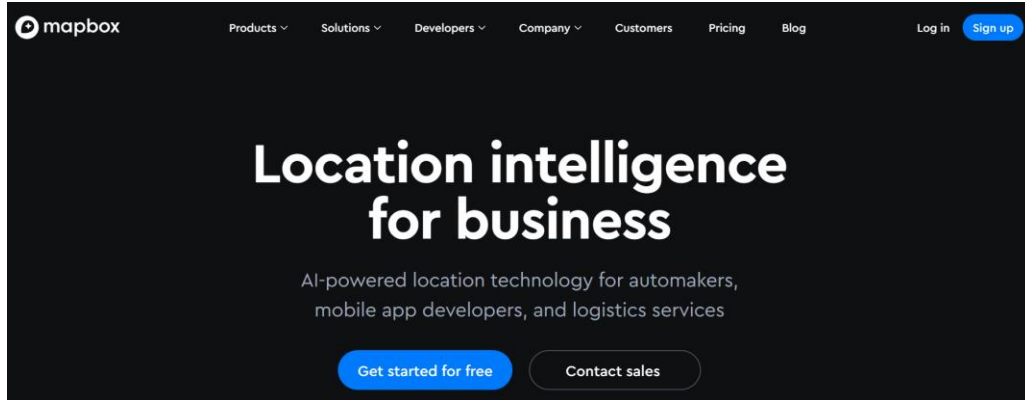 mapbox Products Solutions Developers Company Customers Pricing Blog Log in Sign up
Location intelligence
for business
AI-powered location technology for automakers,
mobile app developers, and logistics services
Get started for free Contact sales